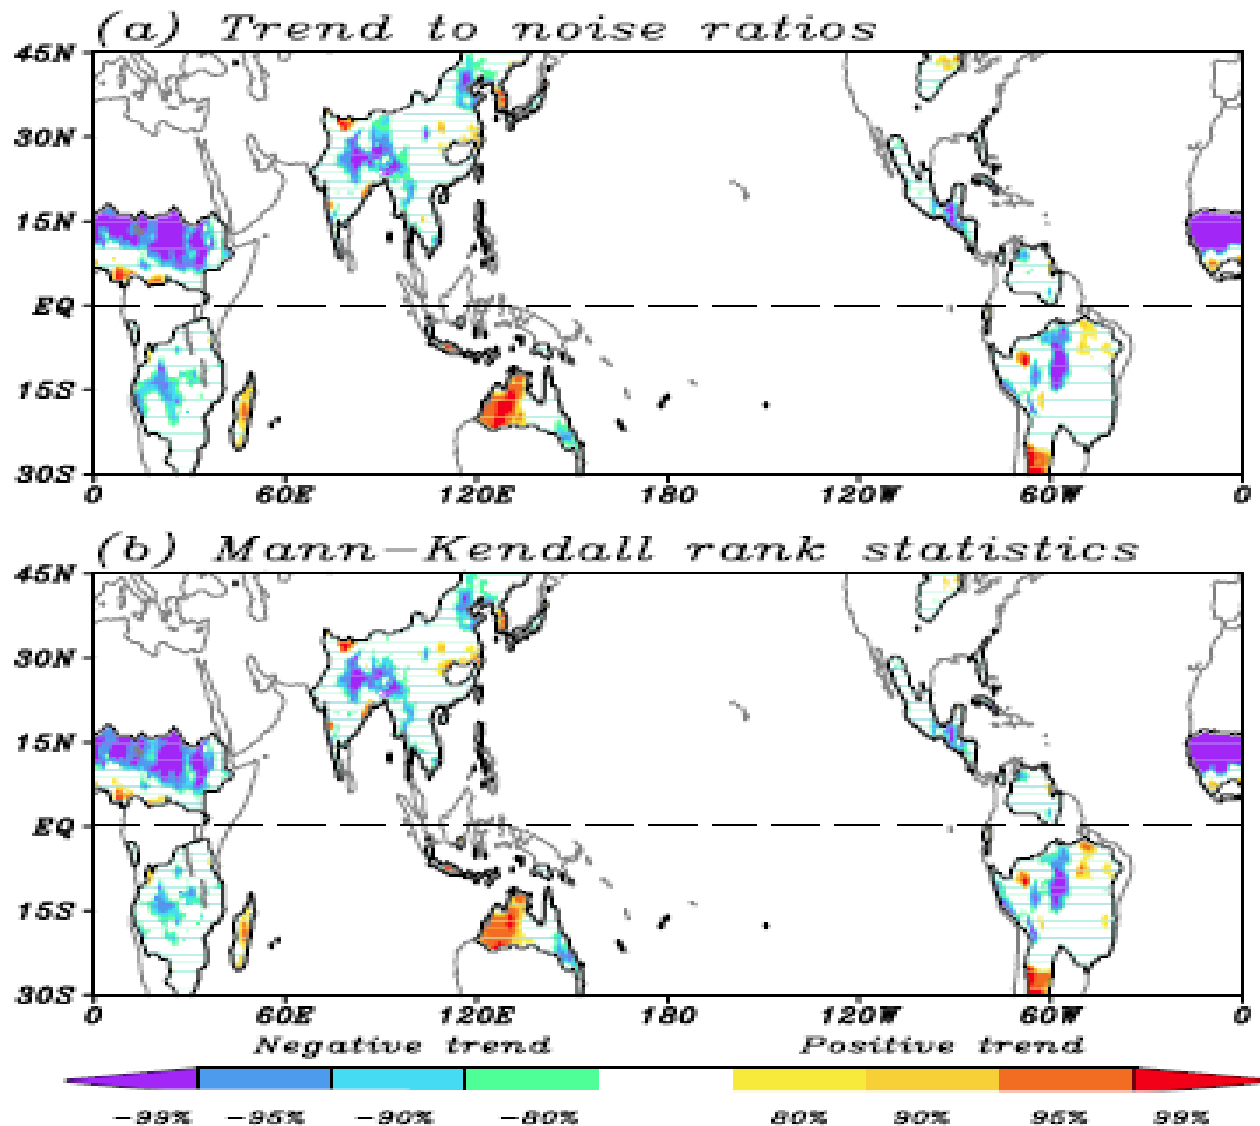 (a) Trend to noise ratios
45N
30N
15N
EQ
15S
30S
0 60E 120E 180 120W 60W 0
(b) Mann-Kendall rank statistics
45N
30N
15N
EQ
15S
30S
0 60E 120E 180 120W 60W 0
Negative trend Positive trend
-99% -95% -90% -80% 80% 90% 95% 99%